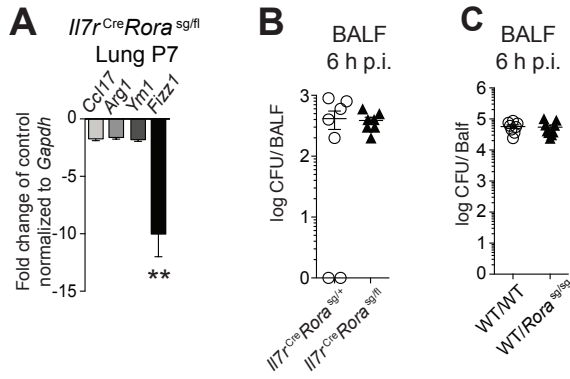 A
Il7r^Cre Rora^sg/fl
Lung P7
Ccl17
Arg1
Ym1
Fizz1
Fold change of control
normalized to Gapdh
0
-5
-10
-15
**
B
BALF
6 h p.i.
log CFU/ BALF
3
2
1
0
Il7r^Cre Rora^sg/+
Il7r^Cre Rora^sg/fl
C
BALF
6 h p.i.
log CFU/ Balf
6
5
4
3
2
1
0
WT/WT
WT/Rora^sg/sg